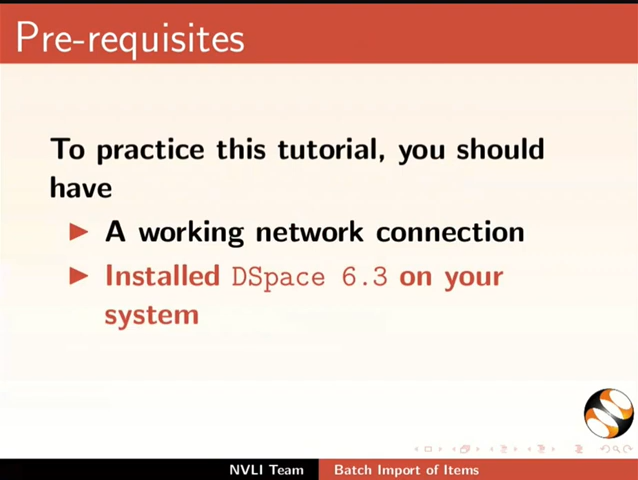 Pre-requisites
To practice this tutorial, you should
have
A working network connection
Installed DSpace 6.3 on your
system
NVLI Team
Batch Import of Items